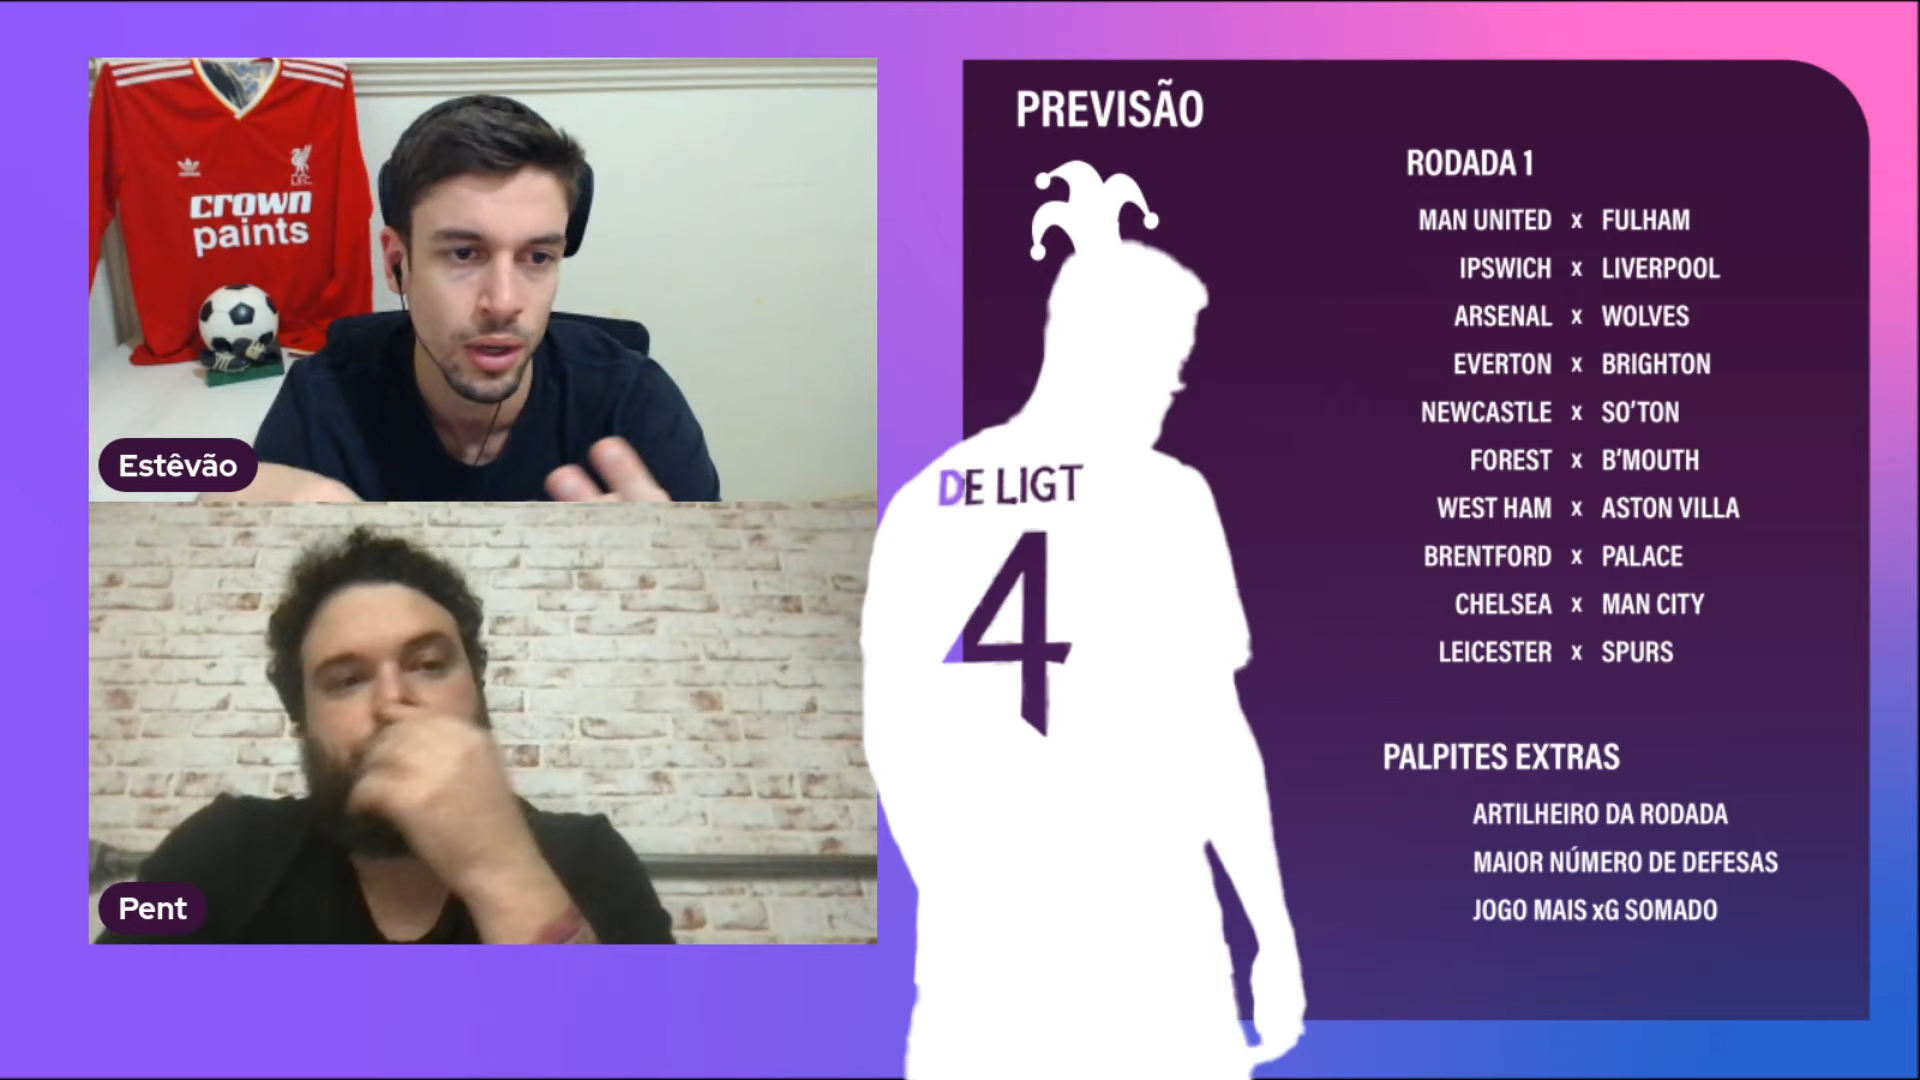 crown
paints
Estêvão
Pent
PREVISÃO
DE LIGT
4
RODADA 1
MAN UNITED x FULHAM
IPSWICH x LIVERPOOL
ARSENAL x WOLVES
EVERTON x BRIGHTON
NEWCASTLE x SO'TON
FOREST x B'MOUTH
WEST HAM x ASTON VILLA
BRENTFORD x PALACE
CHELSEA x MAN CITY
LEICESTER x SPURS
PALPITES EXTRAS
ARTILHEIRO DA RODADA
MAIOR NÚMERO DE DEFESAS
JOGO MAIS xG SOMADO